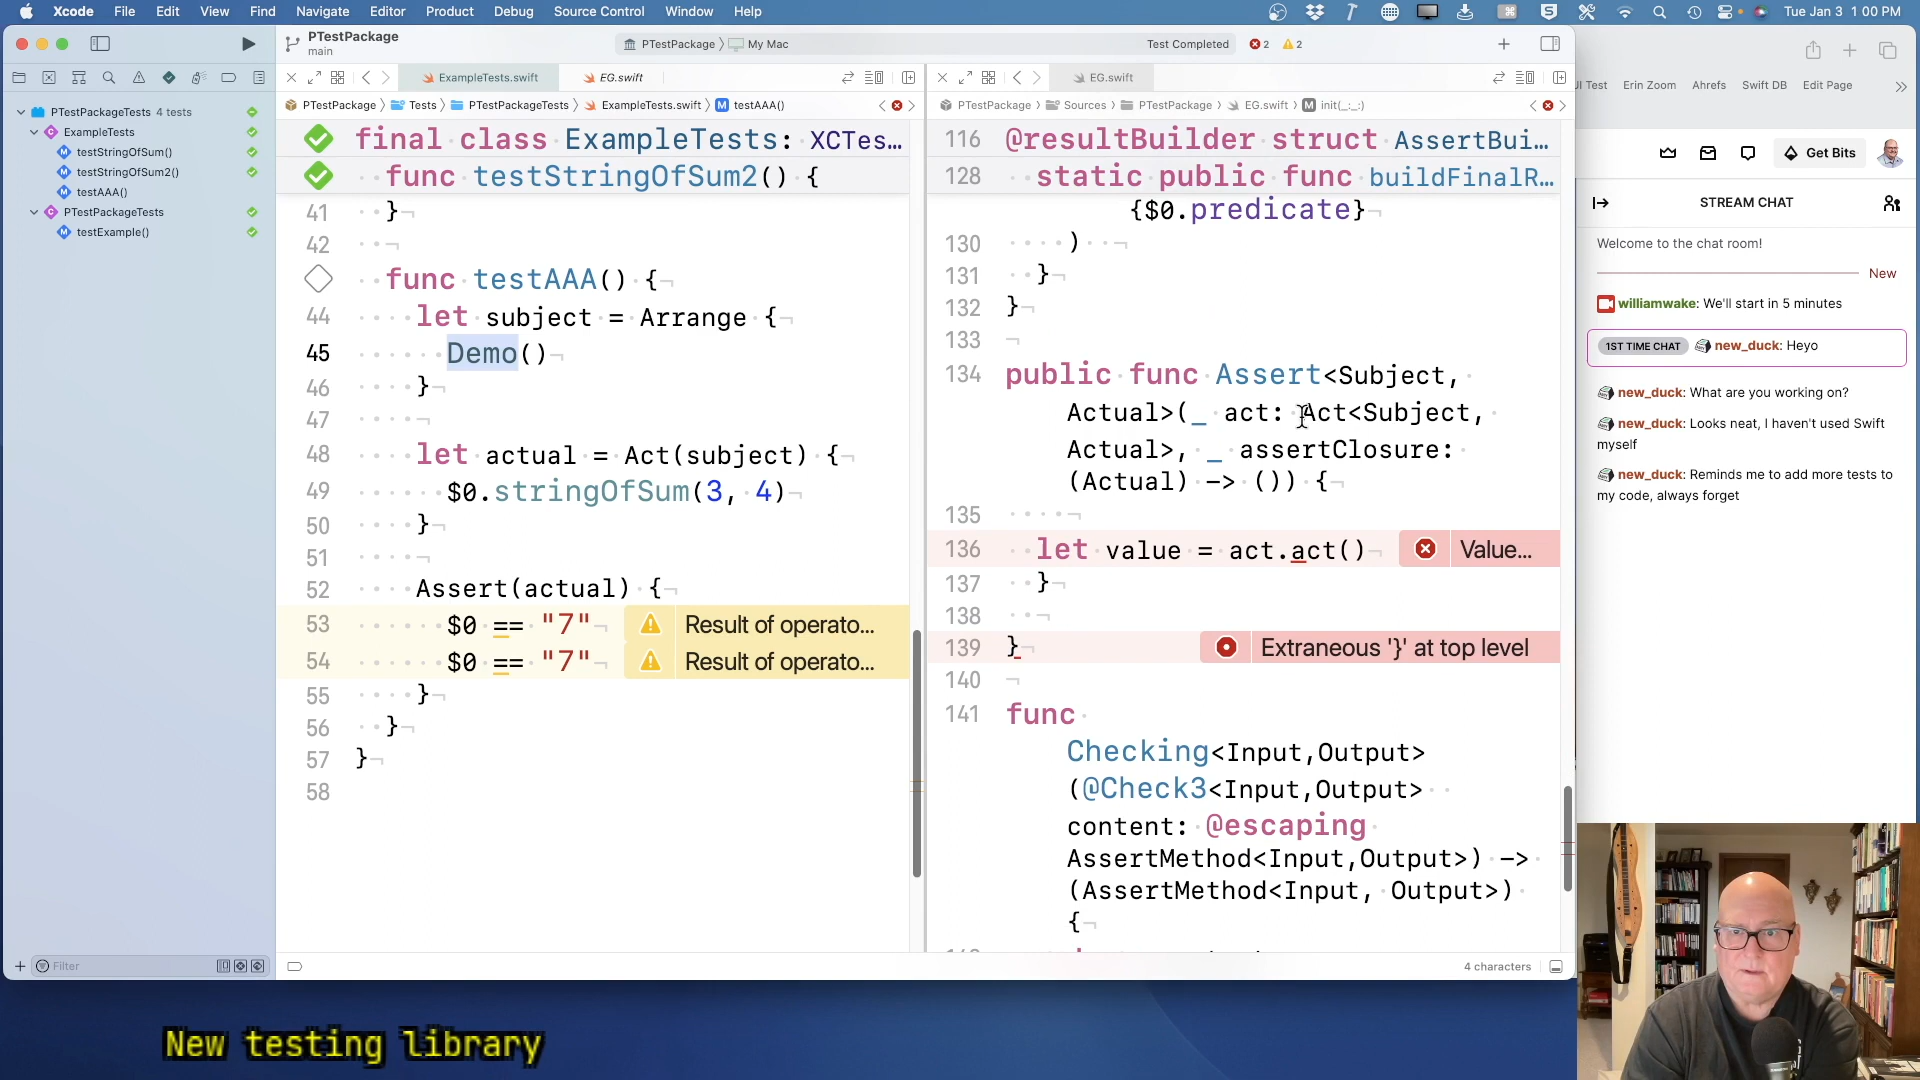 Xcode File Edit View Find Navigate Editor Product Debug Source Control Window Help
Tue Jan 3 1:00 PM
PTestPackage
main
PTestPackage 〉 My Mac
Test Completed
2
2
ExampleTests.swift
EG.swift
EG.swift
PTestPackage 〉 Tests 〉 PTestPackageTests 〉 ExampleTests.swift 〉 M testAAA()
PTestPackage 〉 Sources 〉 PTestPackage 〉 EG.swift 〉 M init(_:_:)
PTestPackageTests 4 tests
ExampleTests
testStringOfSum()
testStringOfSum2()
testAAA()
PTestPackageTests
testExample()
Filter
final class ExampleTests: XCTes...
func testStringOfSum2() {
41 }
42
func testAAA() {
44 let subject = Arrange {
45 Demo()
46 }
47
48 let actual = Act(subject) {
49 $0.stringOfSum(3, 4)
50 }
51
52 Assert(actual) {
53 $0 == "7" Result of operato...
54 $0 == "7" Result of operato...
55 }
56 }
57 }
58
116 @resultBuilder struct AssertBui...
128 static public func buildFinalR...
{$0.predicate}
130 )
131 }
132 }
133
134 public func Assert<Subject,
Actual>(_ act: Act<Subject,
Actual>, _ assertClosure:
(Actual) -> ()) {
135
136 let value = act.act() Value...
137 }
138
139 } Extraneous '}' at top level
140
141 func
Checking<Input,Output>
(@Check3<Input,Output>
content: @escaping
AssertMethod<Input,Output>) ->
(AssertMethod<Input, Output>)
{
4 characters
UI Test Erin Zoom Ahrefs Swift DB Edit Page
Get Bits
STREAM CHAT
Welcome to the chat room!
New
williamwake: We'll start in 5 minutes
1ST TIME CHAT new_duck: Heyo
new_duck: What are you working on?
new_duck: Looks neat, I haven't used Swift
myself
new_duck: Reminds me to add more tests to
my code, always forget
New testing library